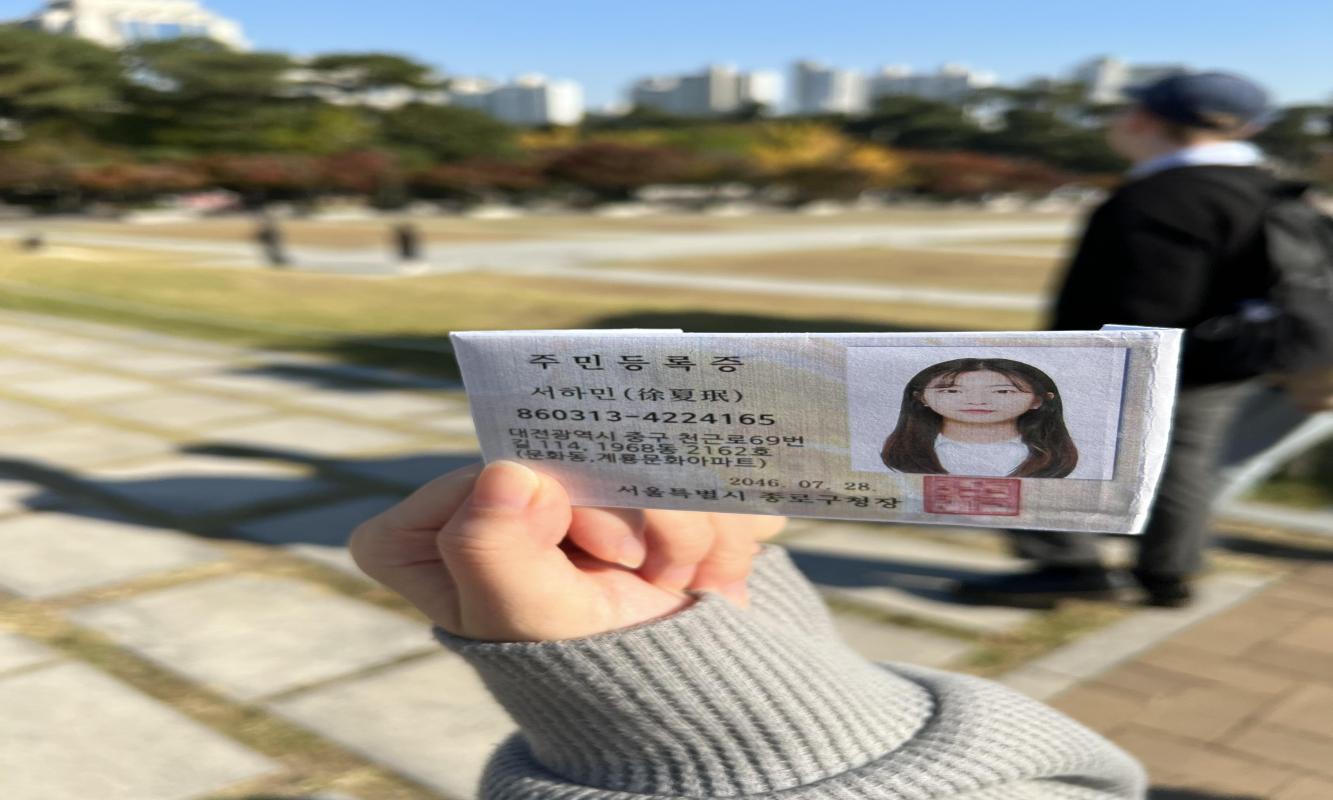 주민등록증
서하민(徐夏珉)
860313-4224165
대전광역시 중구 천근로69번
길 114, 1968동 2162호
(문화동,계룡문화아파트)
2046. 07. 28.
서울특별시 종로구청장